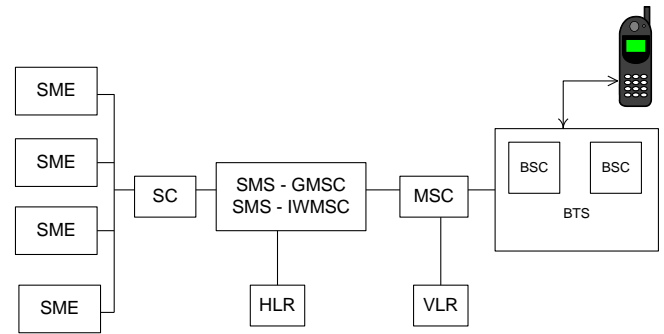 SME
SME
SME
SME
SC
SMS - GMSC
SMS - IWMSC
HLR
MSC
VLR
BSC
BSC
BTS